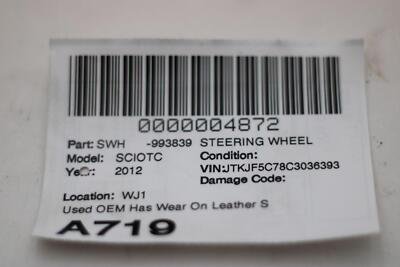 0000004872
Part: SWH -993839 STEERING WHEEL
Model: SCIOTC Condition:
Year: 2012 VIN:JTKJF5C78C3036393
Damage Code:
Location: WJ1
Used OEM Has Wear On Leather S
A719